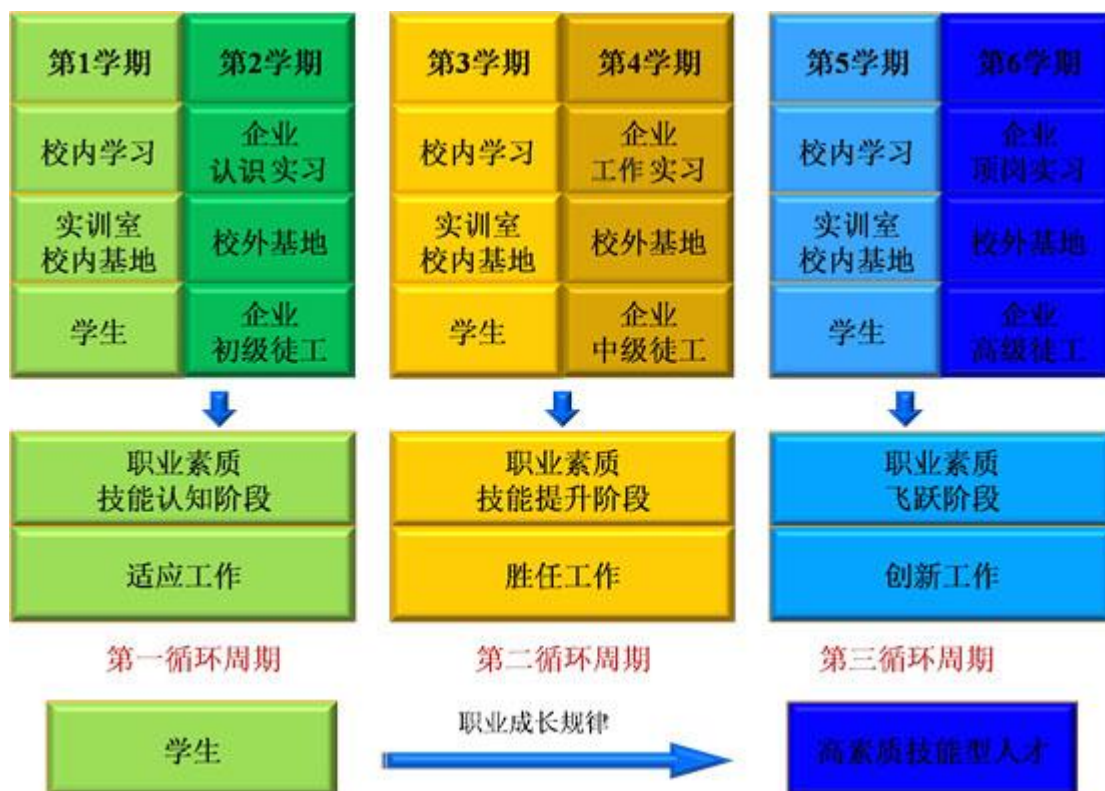 第1学期
第2学期
第3学期
第4学期
第5学期
第6学期
校内学习
企业
认识实习
校内学习
企业
工作实习
校内学习
企业
顶岗实习
实训室
校内基地
校外基地
实训室
校内基地
校外基地
实训室
校内基地
校外基地
学生
企业
初级徒工
学生
企业
中级徒工
学生
企业
高级徒工
职业素质
技能认知阶段
职业素质
技能提升阶段
职业素质
飞跃阶段
适应工作
胜任工作
创新工作
第一循环周期
第二循环周期
第三循环周期
学生
职业成长规律
高素质技能型人才